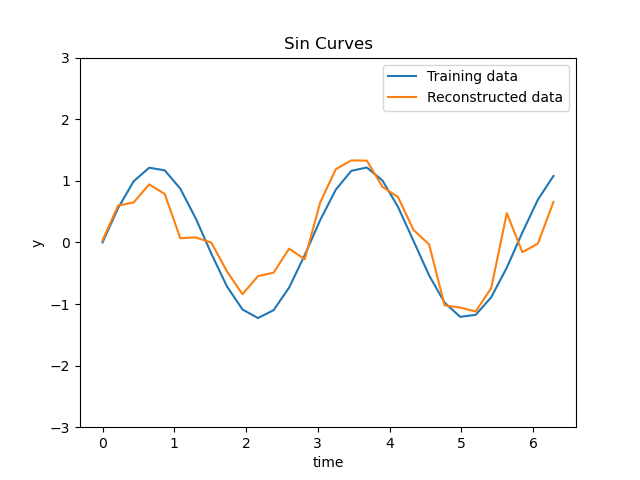 Sin Curves
Training data
Reconstructed data
3
2
1
0
−1
−2
−3
y
0 1 2 3 4 5 6
time